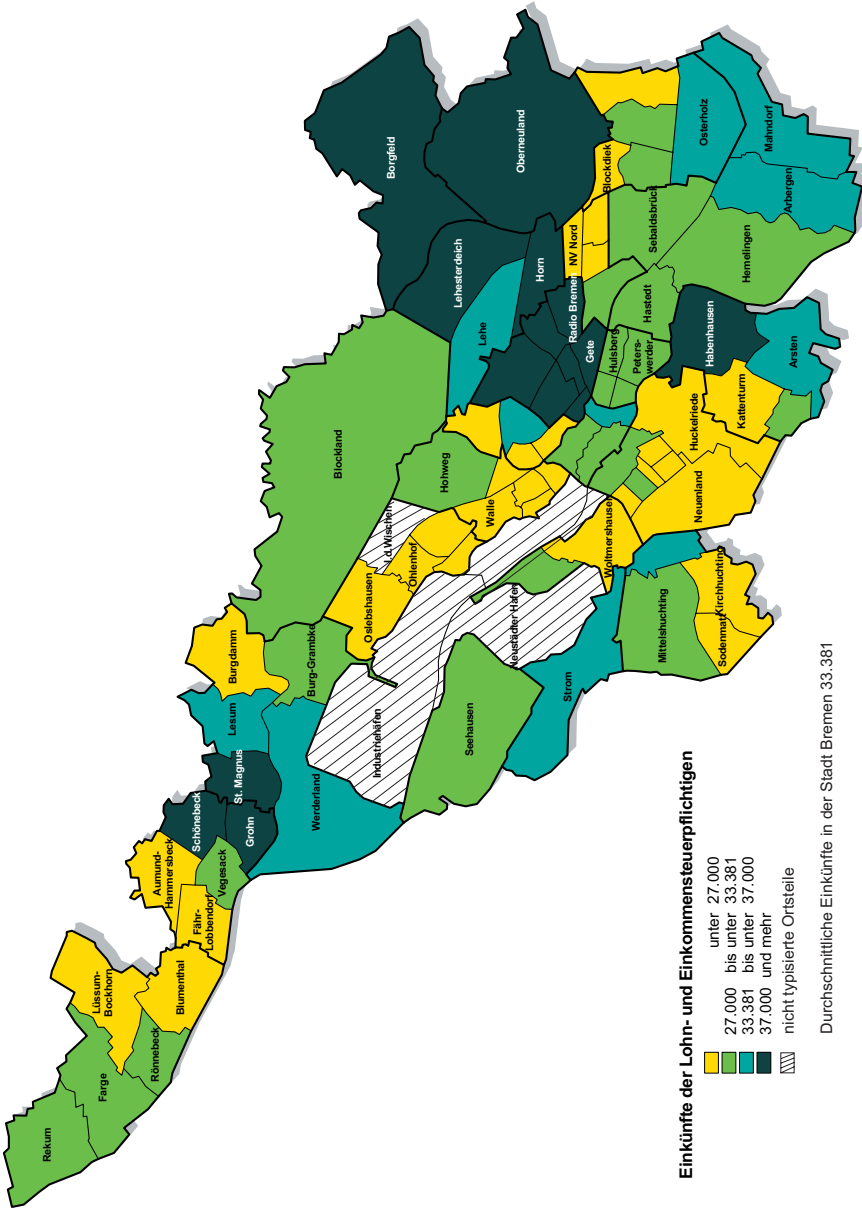 Rekum
Farge
Rönnebeck
Lüssum-
Bockhorn
Blumenthal
Fähr-
Lobbendorf
Aumund-
Hammersbeck
Vegesack
Schönebeck
Grohn
St. Magnus
Lesum
Burgdamm
Werderland
Burg-Grambke
Blockland
Industriehäfen
Oslebshausen
Ohlenhof
I.d.Wischen
Hohweg
Walle
Seehausen
Strom
Neustädter Hafen
Woltmershausen
Mittelshuchting
Sodenmatt
Kirchhuchting
Neuenland
Huckelriede
Kattenturm
Habenhausen
Arsten
Lehe
Lehesterdeich
Horn
Borgfeld
Oberneuland
Radio Bremen
NV Nord
Gete
Hulsberg
Peters-
werder
Hastedt
Sebaldsbrück
Hemelingen
Blockdiek
Osterholz
Arbergen
Mahndorf
Einkünfte der Lohn- und Einkommensteuerpflichtigen
unter 27.000
27.000 bis unter 33.381
33.381 bis unter 37.000
37.000 und mehr
nicht typisierte Ortsteile
Durchschnittliche Einkünfte in der Stadt Bremen 33.381